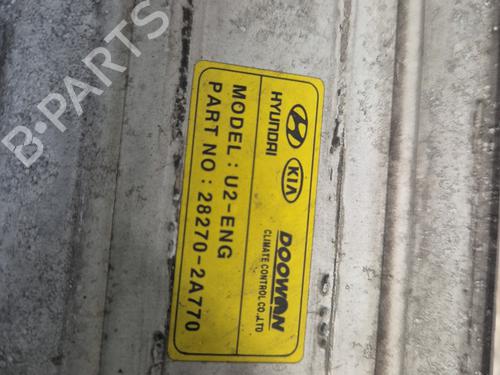 B-PARTS
HYUNDAI
KIA
DOOWON
CLIMATE CONTROL CO.,LTD
MODEL : U2-ENG
PART NO : 28270-2A770